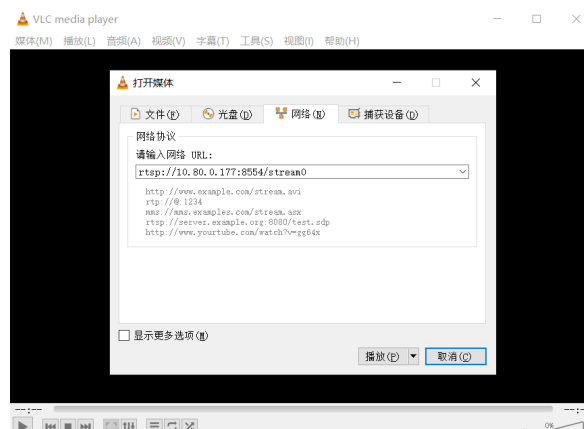 VLC media player
媒体(M) 播放(L) 音频(A) 视频(V) 字幕(T) 工具(S) 视图(I) 帮助(H)
打开媒体
文件(F) 光盘(D) 网络(N) 捕获设备(D)
网络协议
请输入网络 URL:
rtsp://10.80.0.177:8554/stream0
http://www.example.com/stream.avi
rtp://@:1234
mms://mms.examples.com/stream.asx
rtsp://server.example.org:8080/test.sdp
http://www.yourtube.com/watch?v=gg64x
显示更多选项(M)
播放(P) 取消(C)
--:-- --:-
0%